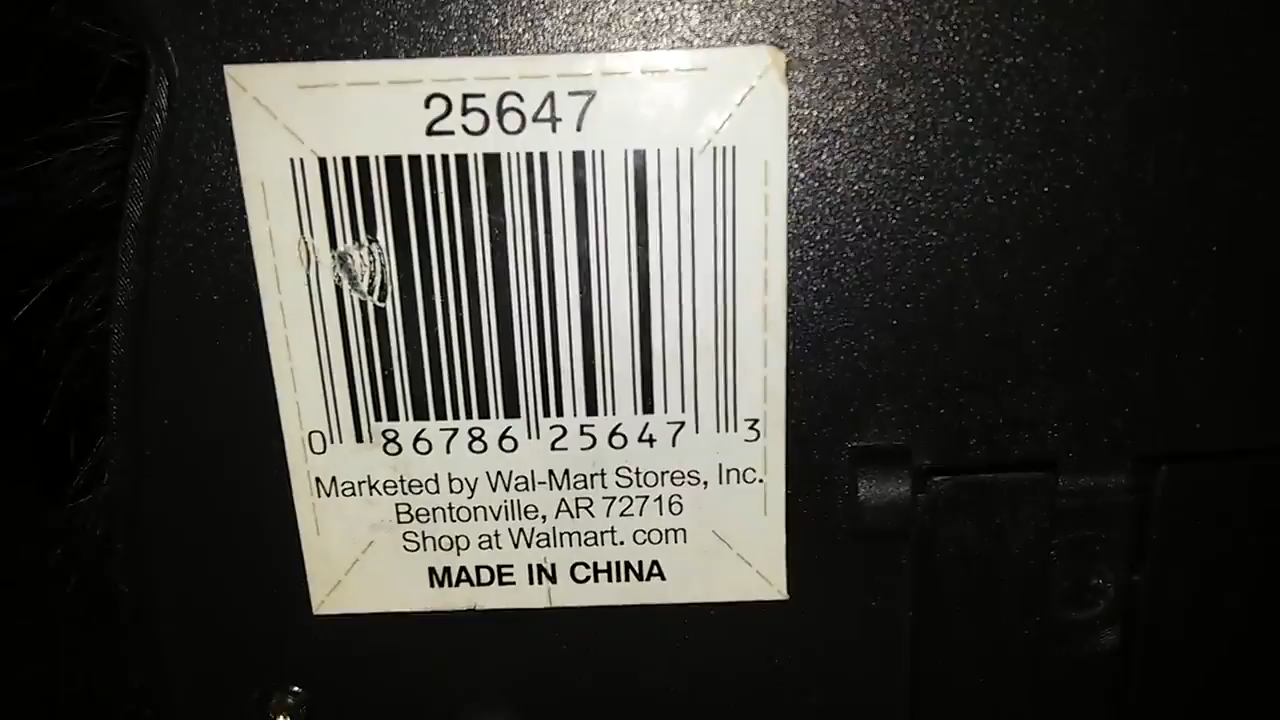 25647
0 86786 25647 3
Marketed by Wal-Mart Stores, Inc.
Bentonville, AR 72716
Shop at Walmart. com
MADE IN CHINA